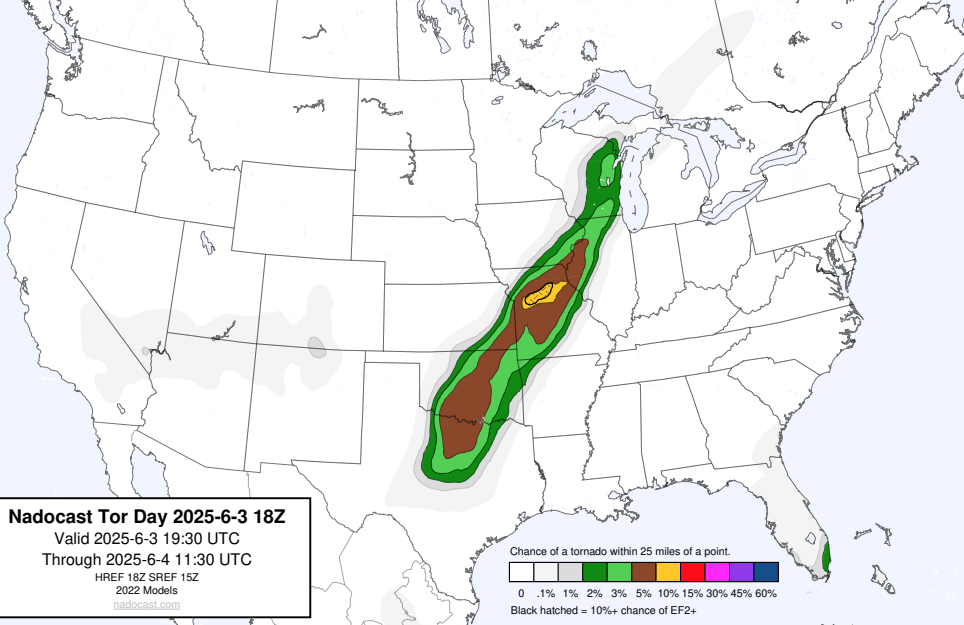 Nadocast Tor Day 2025-6-3 18Z
Valid 2025-6-3 19:30 UTC
Through 2025-6-4 11:30 UTC
HREF 18Z SREF 15Z
2022 Models
nadocast.com
Chance of a tornado within 25 miles of a point.
0 .1% 1% 2% 3% 5% 10% 15% 30% 45% 60%
Black hatched = 10%+ chance of EF2+